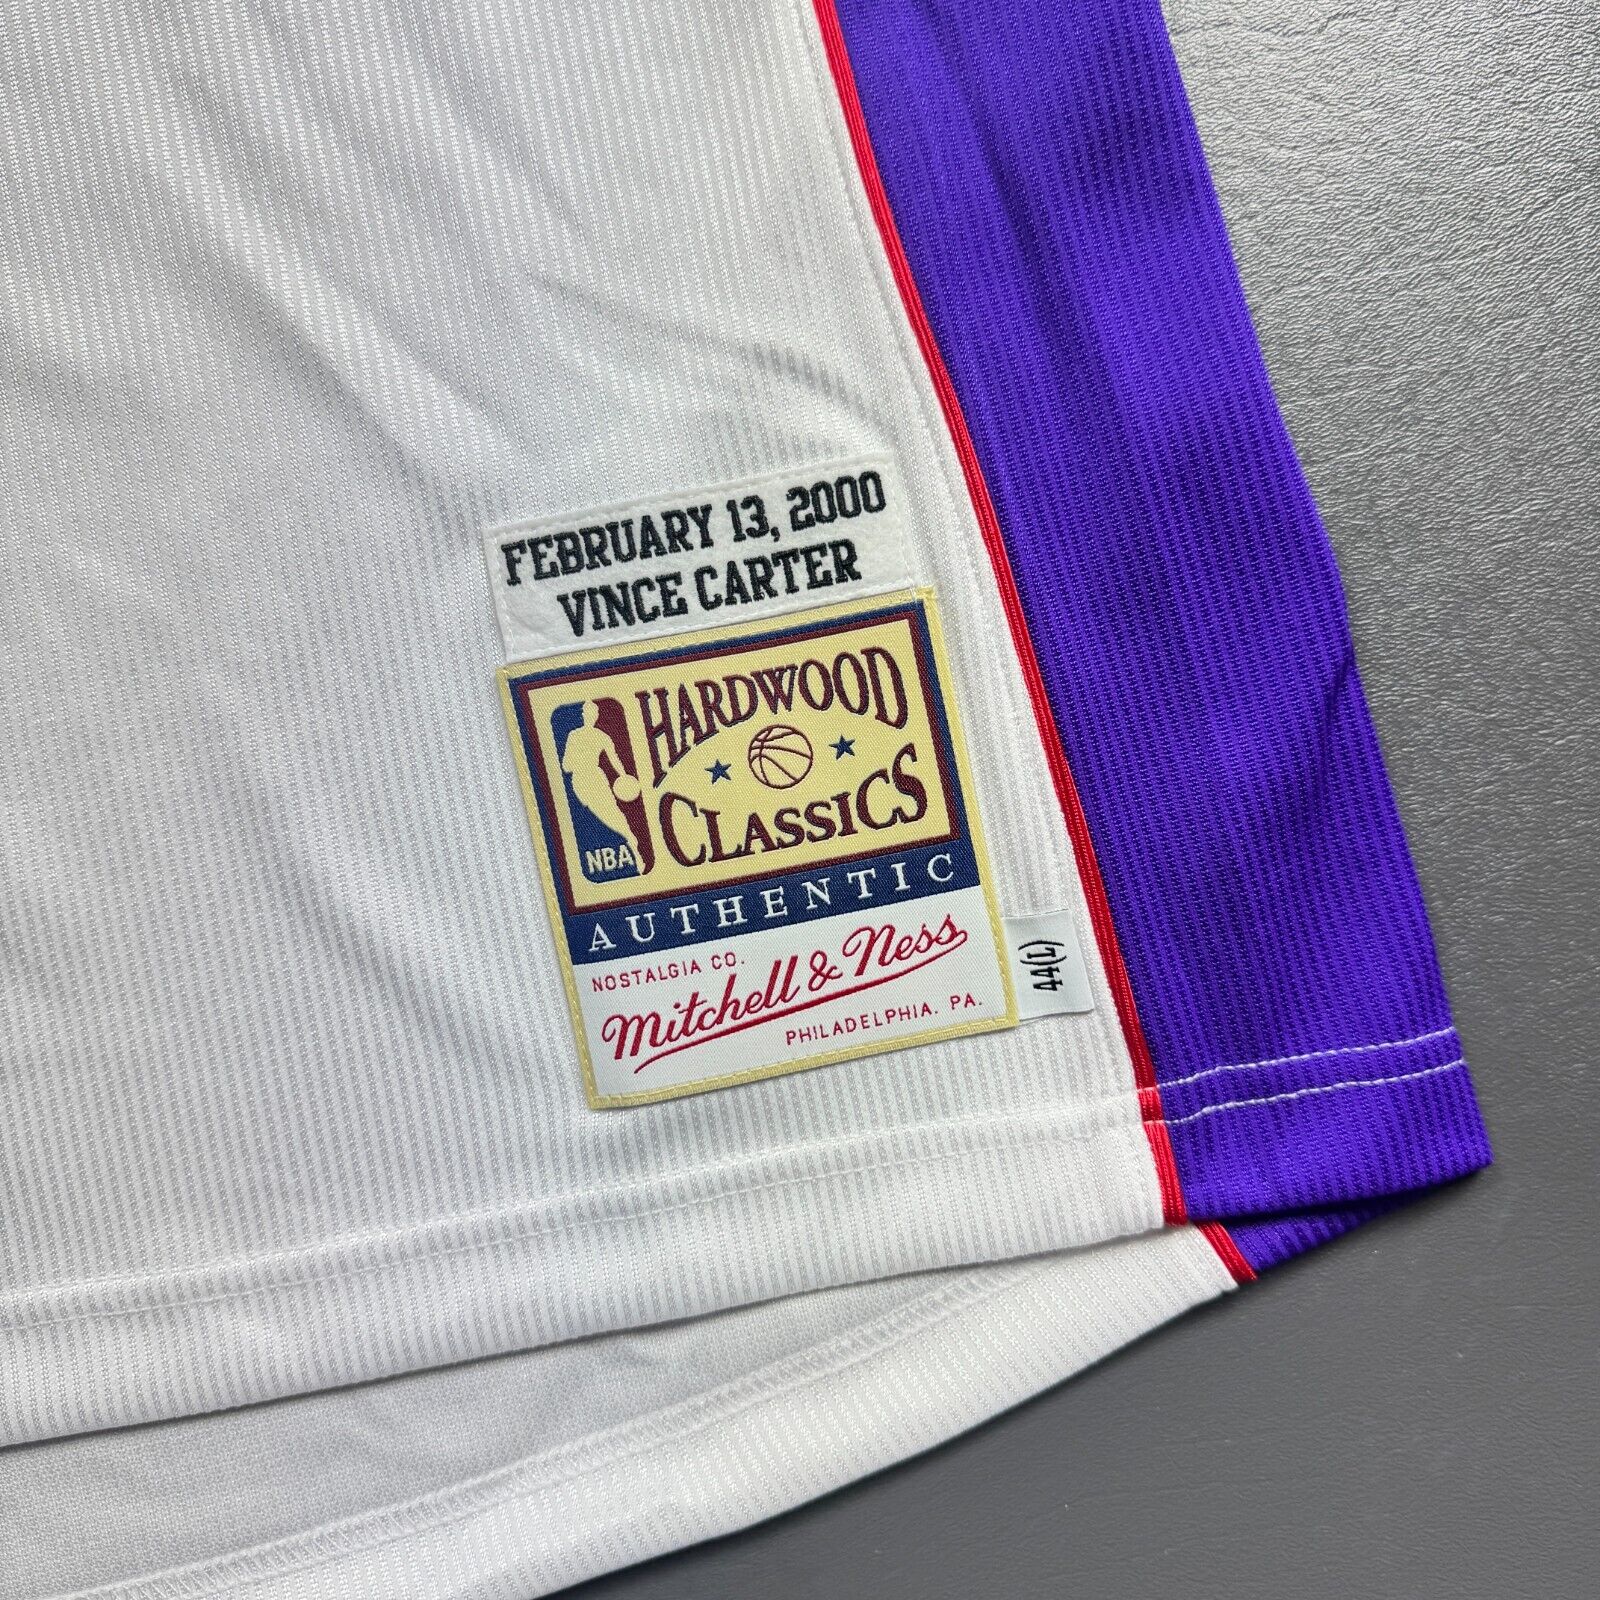 FEBRUARY 13, 2000
VINCE CARTER
HARDWOOD
CLASSICS
NBA
AUTHENTIC
NOSTALGIA CO.
Mitchell & Ness
PHILADELPHIA, PA.
44(L)